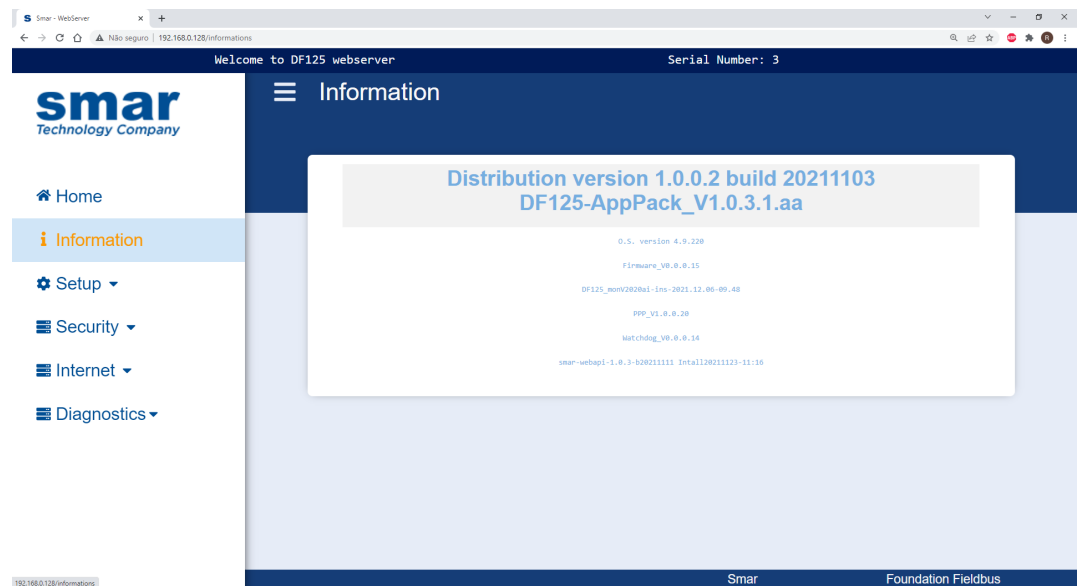 Smar - WebServer
Não seguro | 192.168.0.128/informations
Welcome to DF125 webserver
Serial Number: 3
smar
Technology Company
Information
Home
Information
Setup
Security
Internet
Diagnostics
Distribution version 1.0.0.2 build 20211103
DF125-AppPack_V1.0.3.1.aa
O.S. version 4.9.220
Firmware_V0.0.0.15
DF125_monV2020ai-ins-2021.12.06-09.48
PPP_V1.0.0.20
Watchdog_V0.0.0.14
smar-webapi-1.0.3-b20211111 Intall20211123-11:16
192.168.0.128/informations
Smar
Foundation Fieldbus